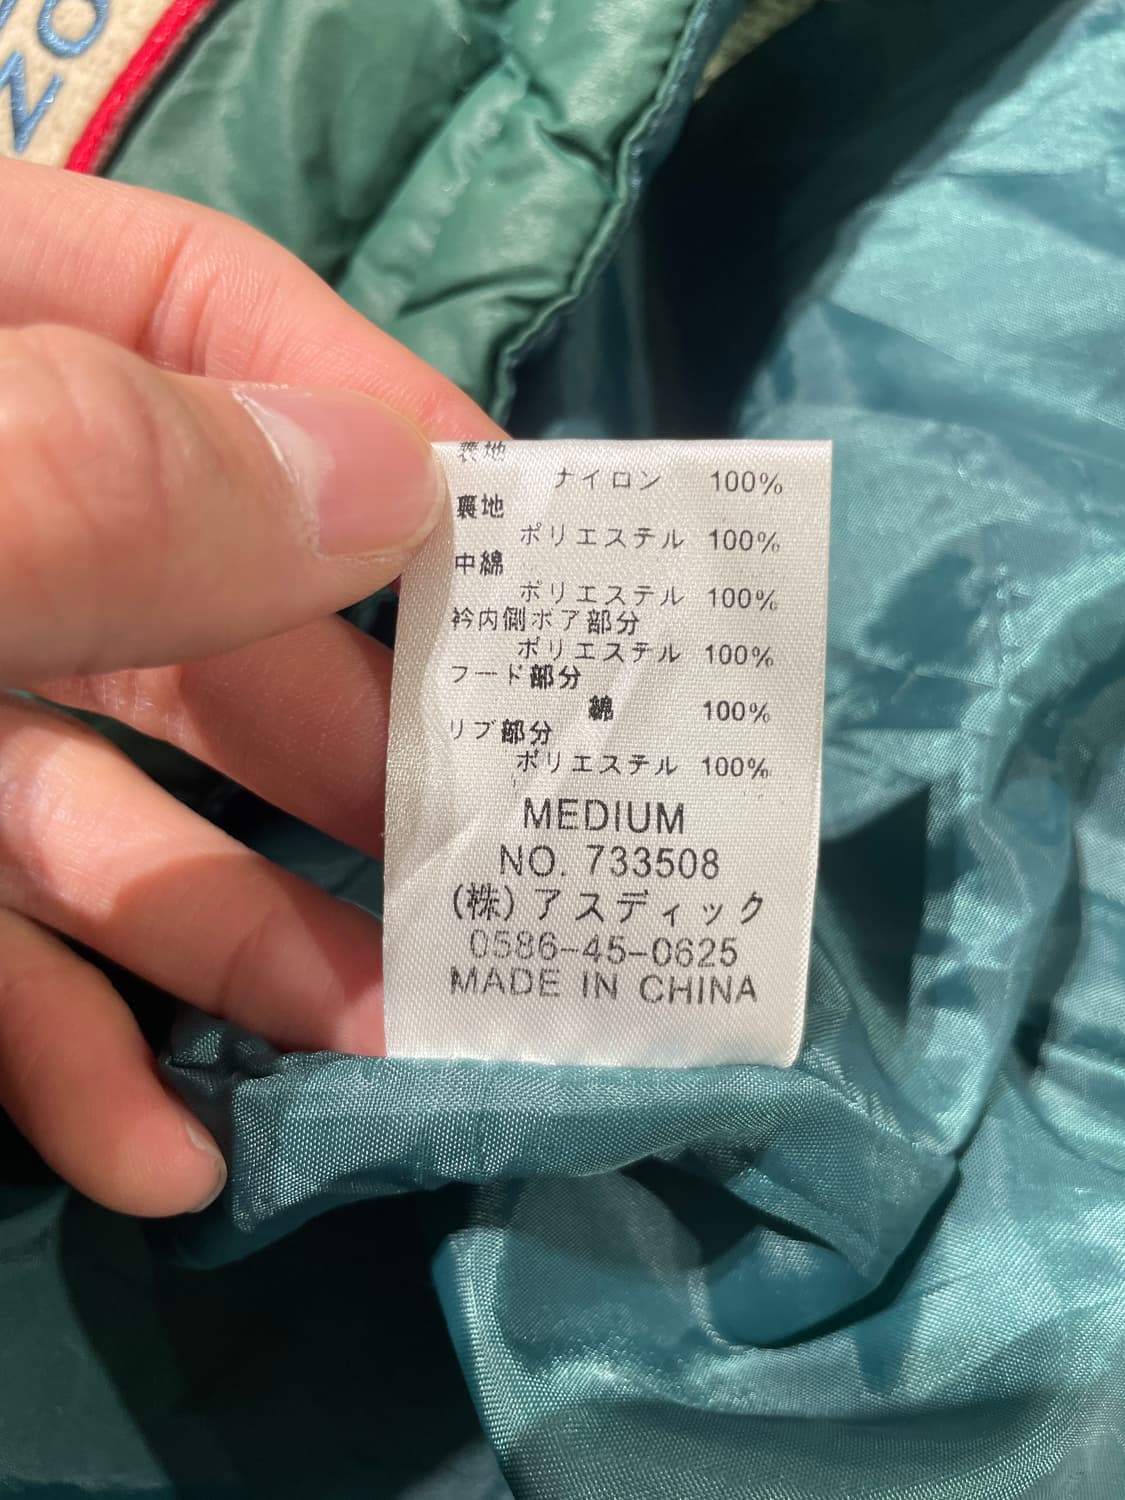 ZO
表地
ナイロン 100%
裏地
ポリエステル 100%
中綿
ポリエステル 100%
衿内側ボア部分
ポリエステル 100%
フード部分
綿 100%
リブ部分
ポリエステル 100%
MEDIUM
NO. 733508
(株)アスディック
0586-45-0625
MADE IN CHINA